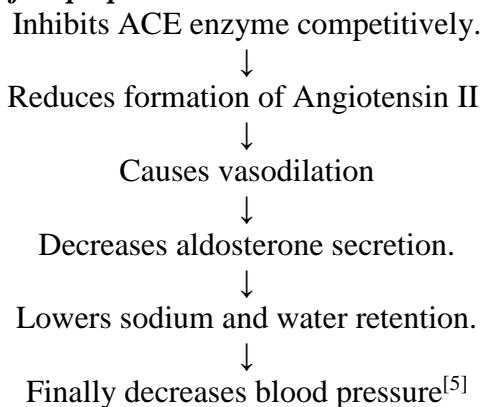 Inhibits ACE enzyme competitively.
↓
Reduces formation of Angiotensin II
↓
Causes vasodilation
↓
Decreases aldosterone secretion.
↓
Lowers sodium and water retention.
↓
Finally decreases blood pressure[5]